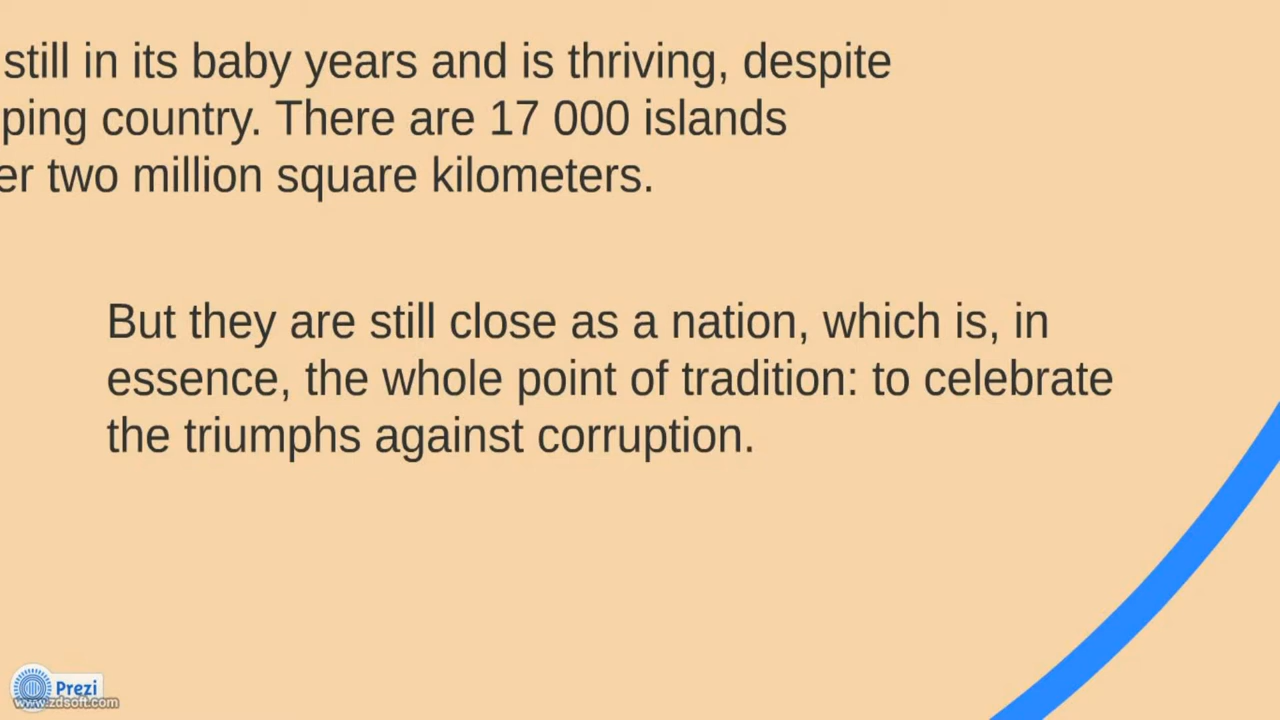 still in its baby years and is thriving, despite
ping country. There are 17 000 islands
er two million square kilometers.
But they are still close as a nation, which is, in
essence, the whole point of tradition: to celebrate
the triumphs against corruption.
Prezi
www.zdsoft.com